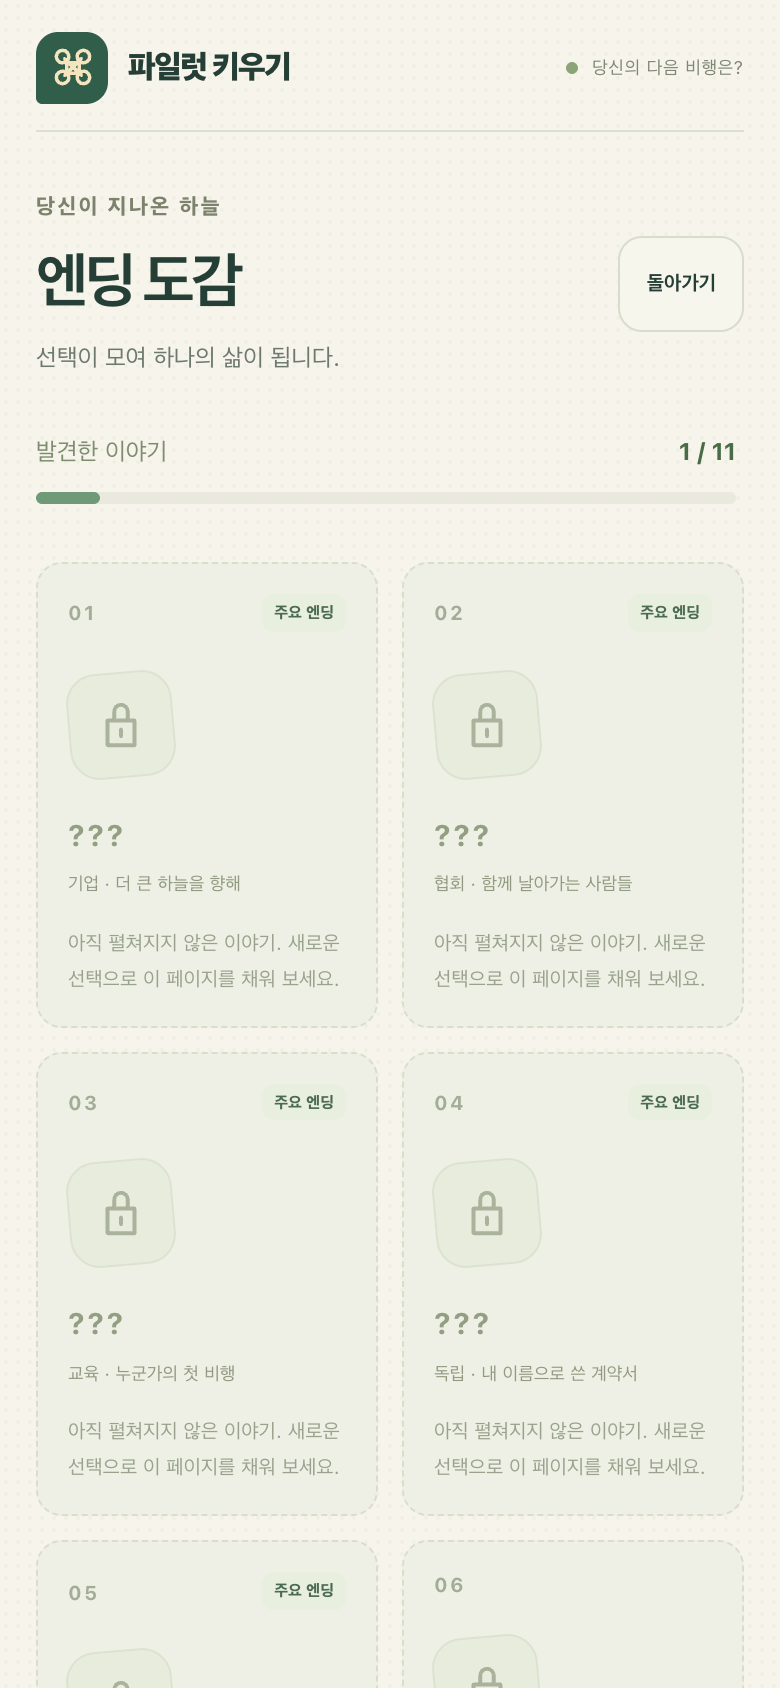 파일럿 키우기
당신의 다음 비행은?
당신이 지나온 하늘
엔딩 도감
돌아가기
선택이 모여 하나의 삶이 됩니다.
발견한 이야기
1 / 11
01
주요 엔딩
???
기업 · 더 큰 하늘을 향해
아직 펼쳐지지 않은 이야기. 새로운
선택으로 이 페이지를 채워 보세요.
02
주요 엔딩
???
협회 · 함께 날아가는 사람들
아직 펼쳐지지 않은 이야기. 새로운
선택으로 이 페이지를 채워 보세요.
03
주요 엔딩
???
교육 · 누군가의 첫 비행
아직 펼쳐지지 않은 이야기. 새로운
선택으로 이 페이지를 채워 보세요.
04
주요 엔딩
???
독립 · 내 이름으로 쓴 계약서
아직 펼쳐지지 않은 이야기. 새로운
선택으로 이 페이지를 채워 보세요.
05
주요 엔딩
06